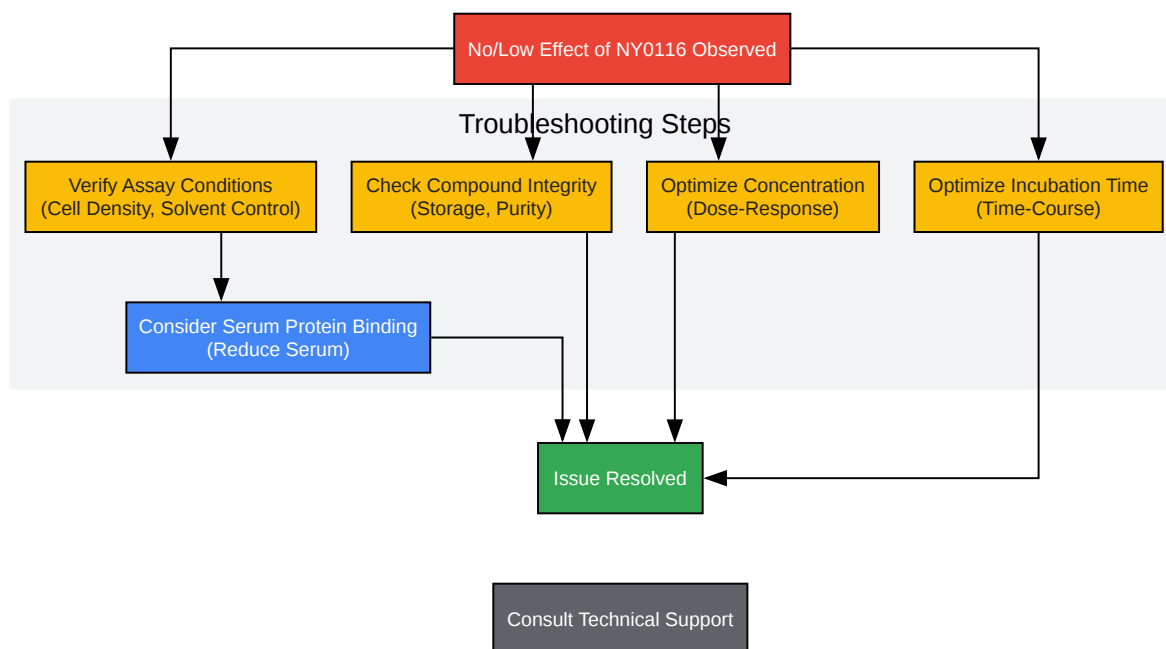 No/Low Effect of NY0116 Observed
Troubleshooting Steps
Verify Assay Conditions
(Cell Density, Solvent Control)
Check Compound Integrity
(Storage, Purity)
Optimize Concentration
(Dose-Response)
Optimize Incubation Time
(Time-Course)
Consider Serum Protein Binding
(Reduce Serum)
Issue Resolved
Consult Technical Support